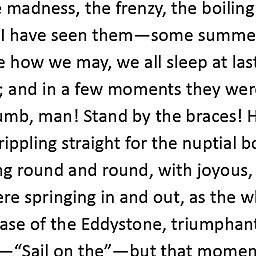 madness, the frenzy, the boiling
I have seen them—some summe
how we may, we all sleep at last
; and in a few moments they wer
umb, man! Stand by the braces! H
rippling straight for the nuptial b
ng round and round, with joyous,
ere springing in and out, as the w
ase of the Eddystone, triumphant
—“Sail on the”—but that momen